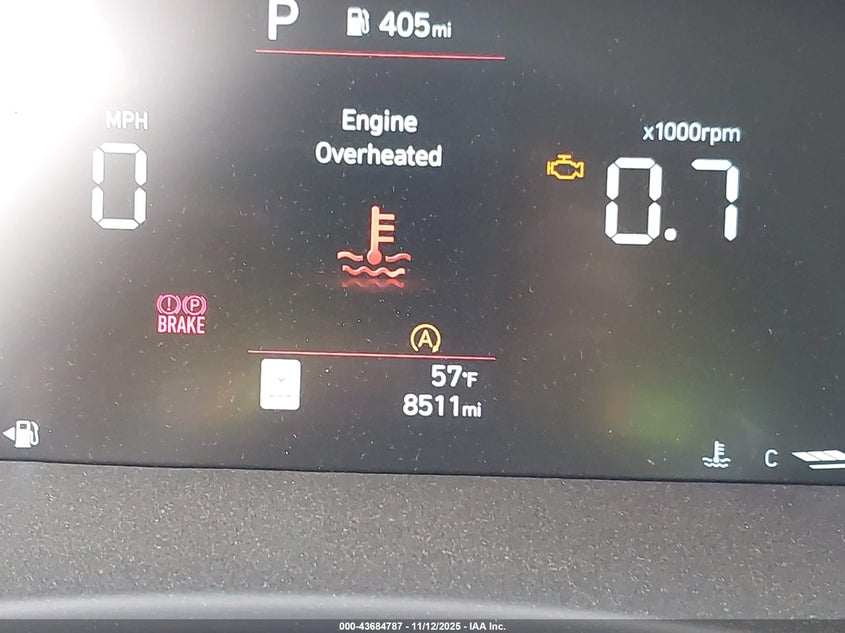 P 405mi
Engine
Overheated
MPH
0
x1000rpm
0.7
(!) (P)
BRAKE
A
57°F
8511mi
C
000-43684787 - 11/12/2025 - IAA Inc.